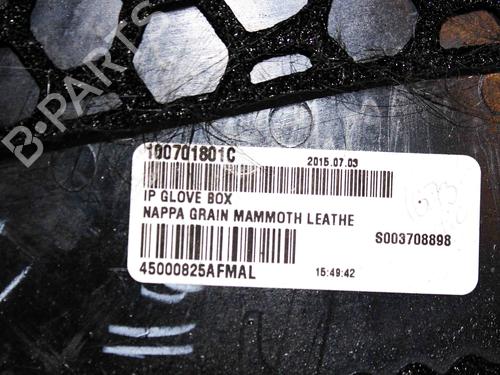 B-PARTS
100701801C
2015.07.03
IP GLOVE BOX
NAPPA GRAIN MAMMOTH LEATHE
S003708898
45000825AFMAL
15:49:42